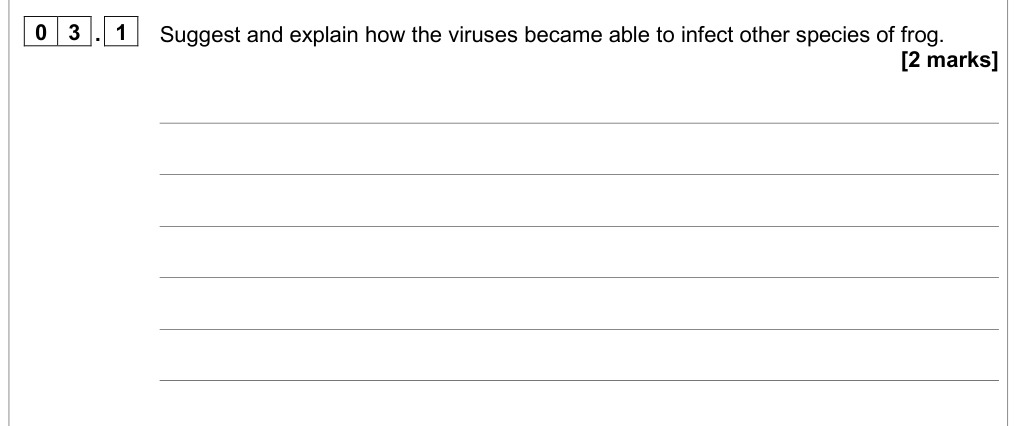 0 3 . 1 Suggest and explain how the viruses became able to infect other species of frog.
[2 marks]